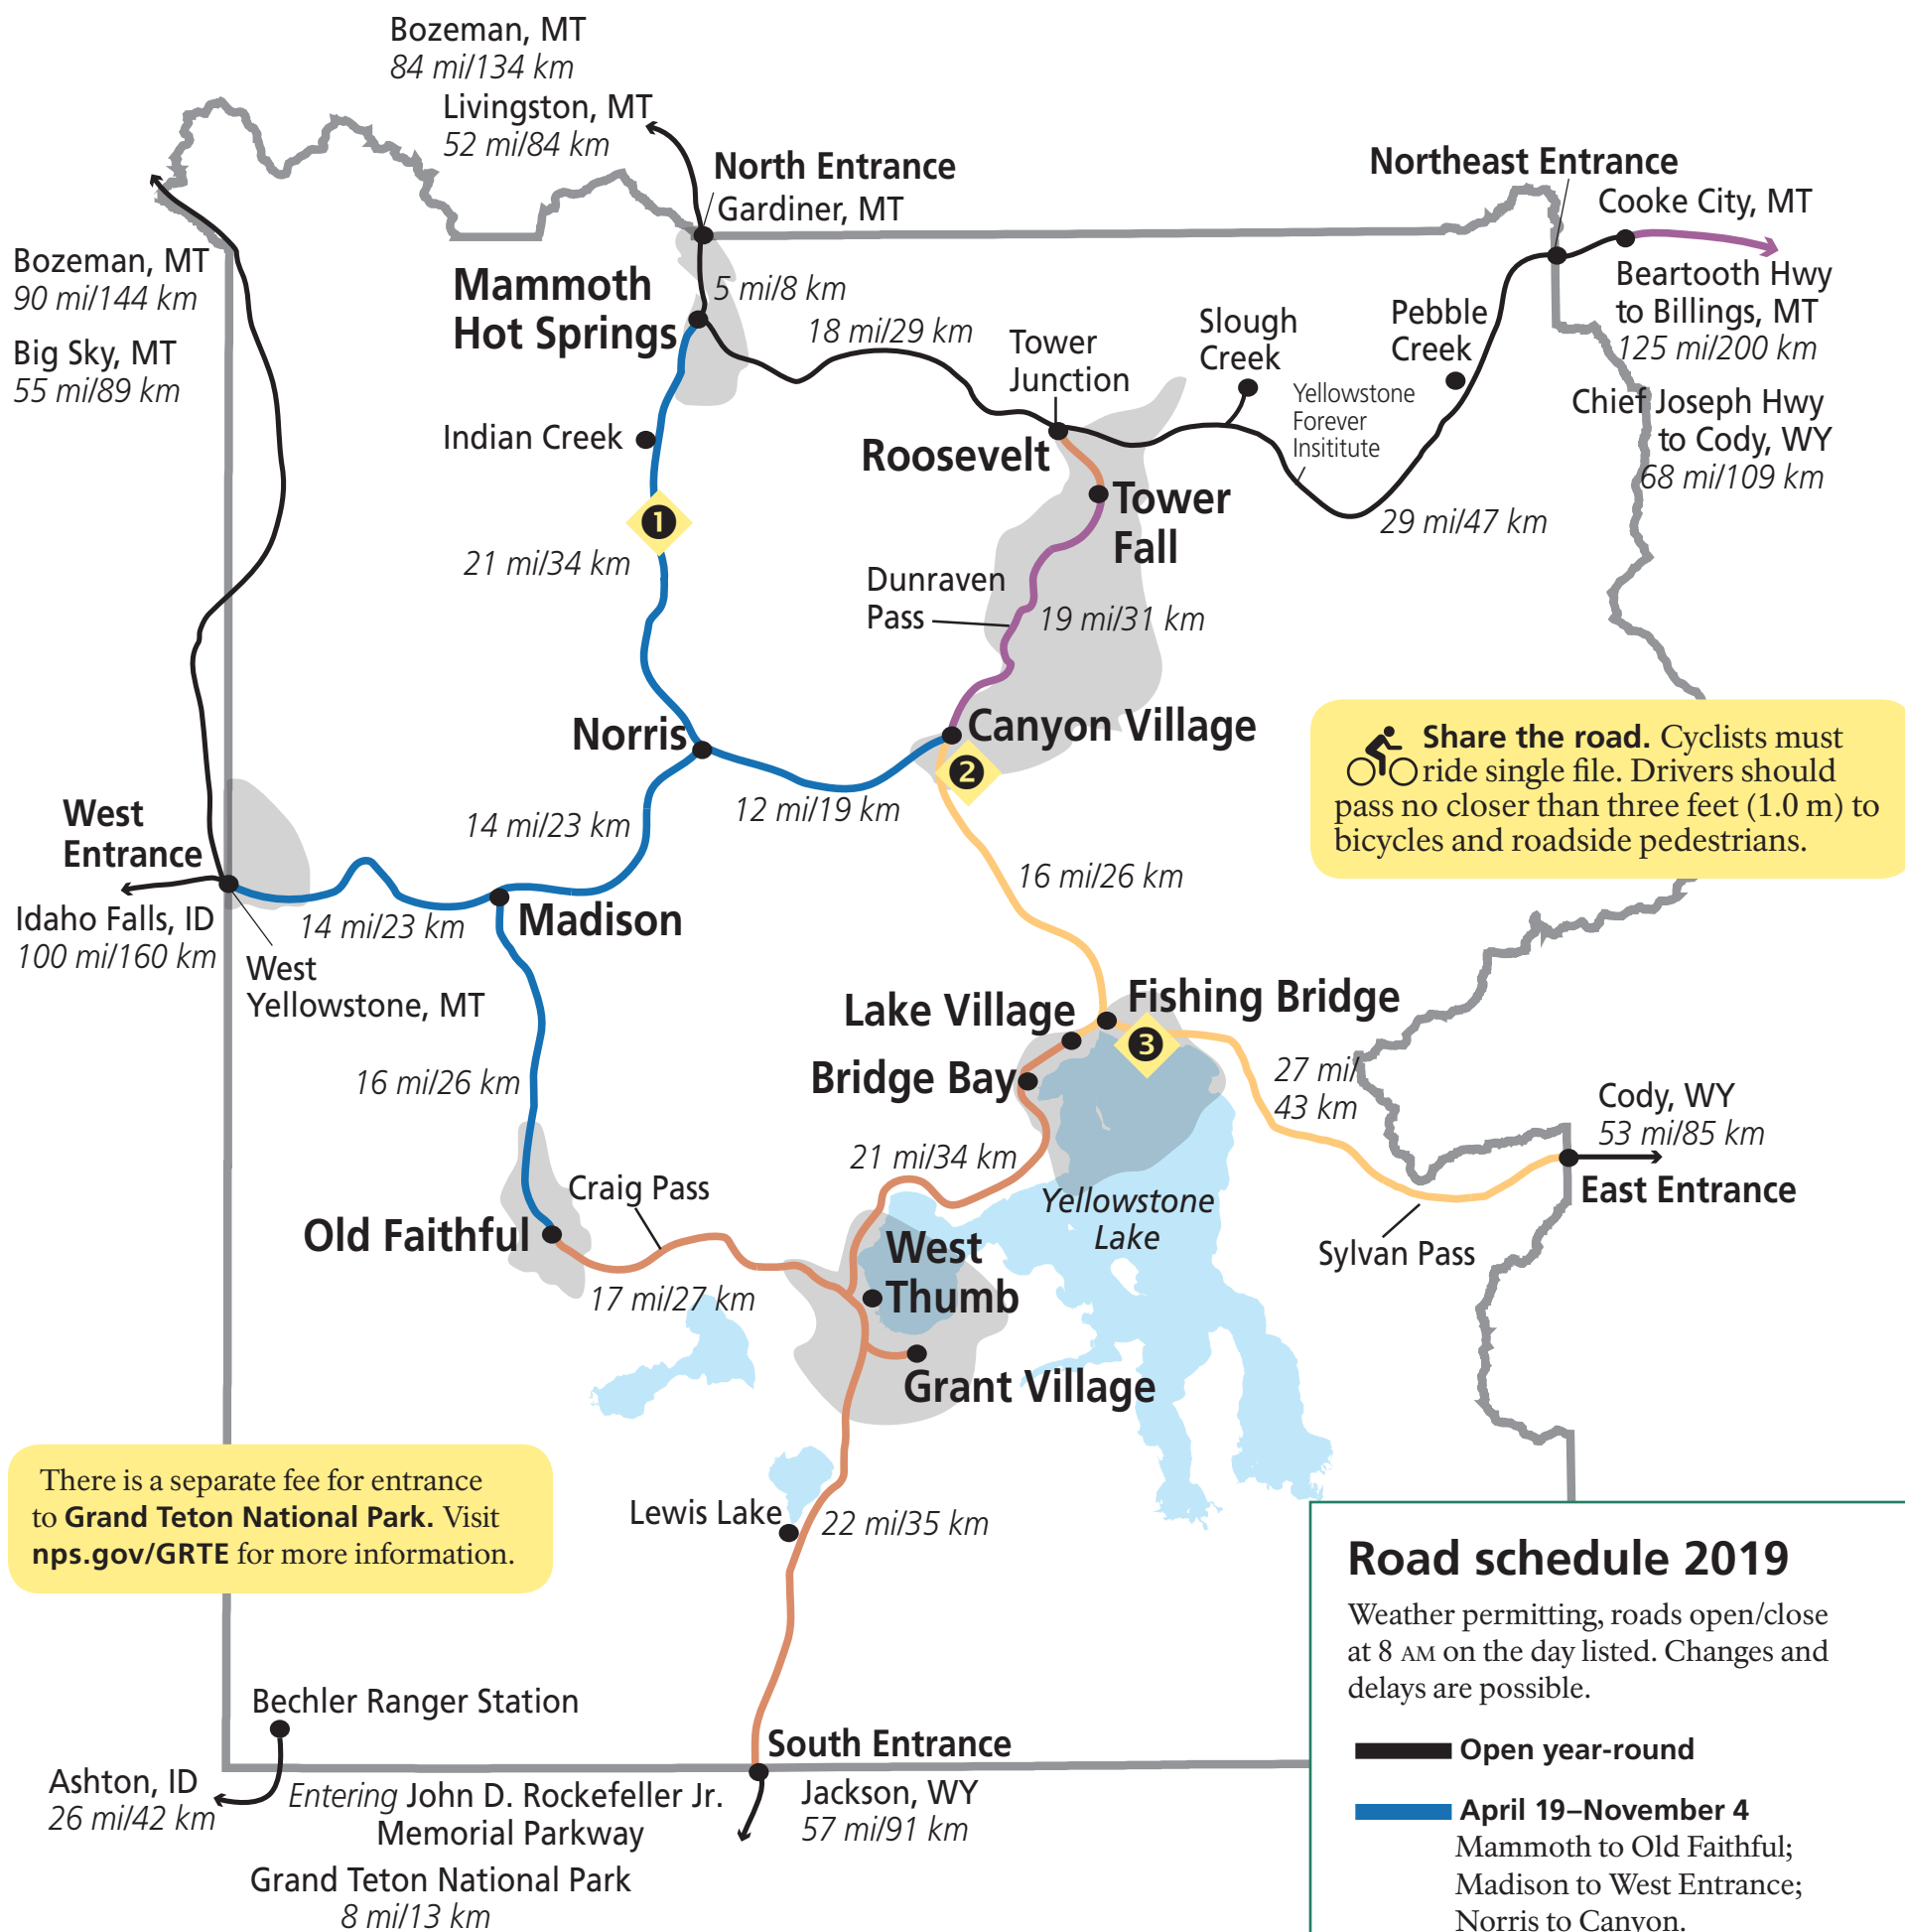 Bozeman, MT
84 mi/134 km
Livingston, MT
52 mi/84 km
North Entrance
Gardiner, MT
Northeast Entrance
Cooke City, MT
Bozeman, MT
90 mi/144 km
Big Sky, MT
55 mi/89 km
Mammoth
Hot Springs
5 mi/8 km
18 mi/29 km
Tower
Junction
Slough
Creek
Pebble
Creek
Beartooth Hwy
to Billings, MT
125 mi/200 km
Yellowstone
Forever
Insititute
Chief Joseph Hwy
to Cody, WY
68 mi/109 km
Indian Creek
Roosevelt
Tower
Fall
29 mi/47 km
1
21 mi/34 km
Dunraven
Pass
19 mi/31 km
Norris
Canyon Village
2
12 mi/19 km
14 mi/23 km
Share the road. Cyclists must
ride single file. Drivers should
pass no closer than three feet (1.0 m) to
bicycles and roadside pedestrians.
West
Entrance
Idaho Falls, ID
100 mi/160 km
14 mi/23 km
Madison
West
Yellowstone, MT
16 mi/26 km
Lake Village
Fishing Bridge
3
Bridge Bay
27 mi/
43 km
Cody, WY
53 mi/85 km
East Entrance
Sylvan Pass
16 mi/26 km
21 mi/34 km
Yellowstone
Lake
Craig Pass
Old Faithful
17 mi/27 km
West
Thumb
Grant Village
There is a separate fee for entrance
to Grand Teton National Park. Visit
nps.gov/GRTE for more information.
Lewis Lake
22 mi/35 km
Bechler Ranger Station
Ashton, ID
26 mi/42 km
South Entrance
Entering John D. Rockefeller Jr.
Memorial Parkway
Grand Teton National Park
8 mi/13 km
Jackson, WY
57 mi/91 km
Road schedule 2019
Weather permitting, roads open/close
at 8 AM on the day listed. Changes and
delays are possible.
Open year-round
April 19–November 4
Mammoth to Old Faithful;
Madison to West Entrance;
Norris to Canyon.